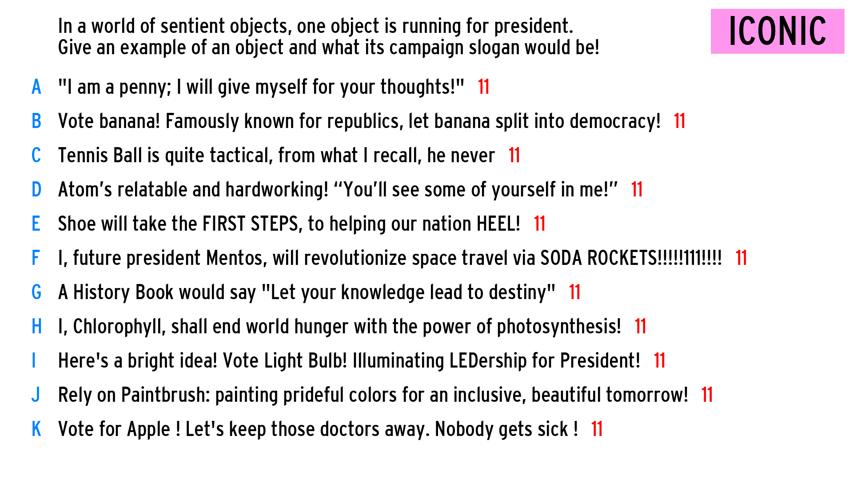 In a world of sentient objects, one object is running for president.
Give an example of an object and what its campaign slogan would be!
ICONIC
A "I am a penny; I will give myself for your thoughts!" 11
B Vote banana! Famously known for republics, let banana split into democracy! 11
C Tennis Ball is quite tactical, from what I recall, he never 11
D Atom's relatable and hardworking! “You'll see some of yourself in me!” 11
E Shoe will take the FIRST STEPS, to helping our nation HEEL! 11
F I, future president Mentos, will revolutionize space travel via SODA ROCKETS!!!!!111!!!! 11
G A History Book would say "Let your knowledge lead to destiny" 11
H I, Chlorophyll, shall end world hunger with the power of photosynthesis! 11
I Here's a bright idea! Vote Light Bulb! Illuminating LEDership for President! 11
J Rely on Paintbrush: painting prideful colors for an inclusive, beautiful tomorrow! 11
K Vote for Apple ! Let's keep those doctors away. Nobody gets sick ! 11